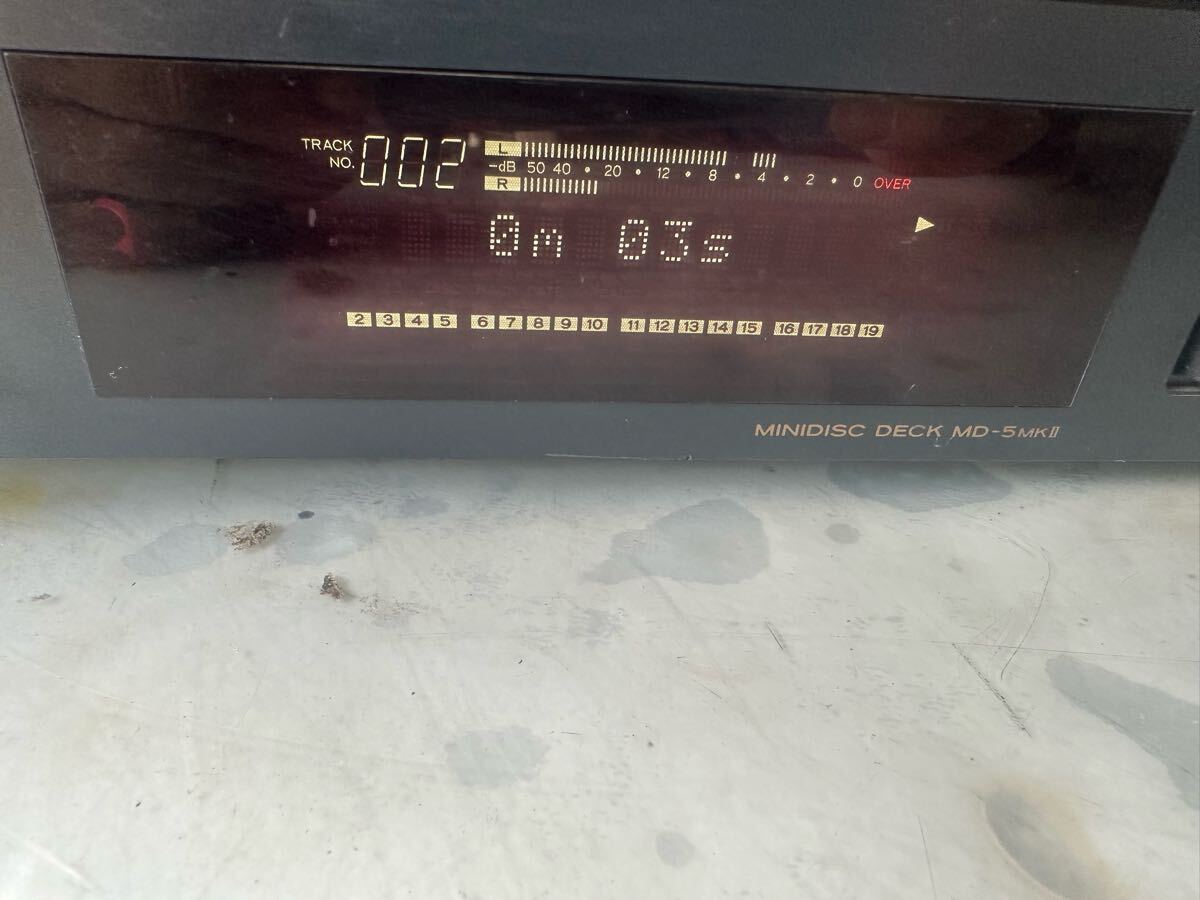 TRACK NO. 002
L
-dB 50 40 • 20 • 12 • 8 • 4 • 2 • 0 OVER
R
0m 03s
2 3 4 5 6 7 8 9 10 11 12 13 14 15 16 17 18 19
MINIDISC DECK MD-5MKII